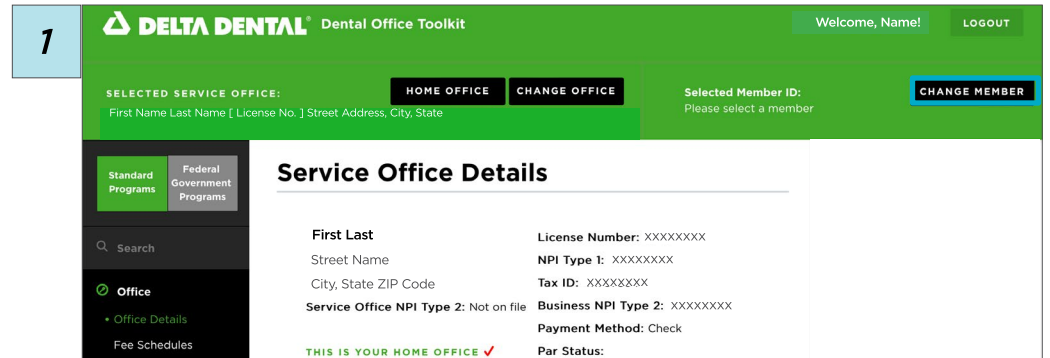 1
DELTA DENTAL® Dental Office Toolkit
Welcome, Name!
LOGOUT
SELECTED SERVICE OFFICE:
HOME OFFICE
CHANGE OFFICE
First Name Last Name [ License No. ] Street Address, City, State
Selected Member ID:
Please select a member
CHANGE MEMBER
Standard Programs
Federal Government Programs
Search
Office
• Office Details
Fee Schedules
Service Office Details
First Last
Street Name
City, State ZIP Code
Service Office NPI Type 2: Not on file
THIS IS YOUR HOME OFFICE ✓
License Number: XXXXXXXX
NPI Type 1: XXXXXXXX
Tax ID: XXXXXXXX
Business NPI Type 2: XXXXXXXX
Payment Method: Check
Par Status: